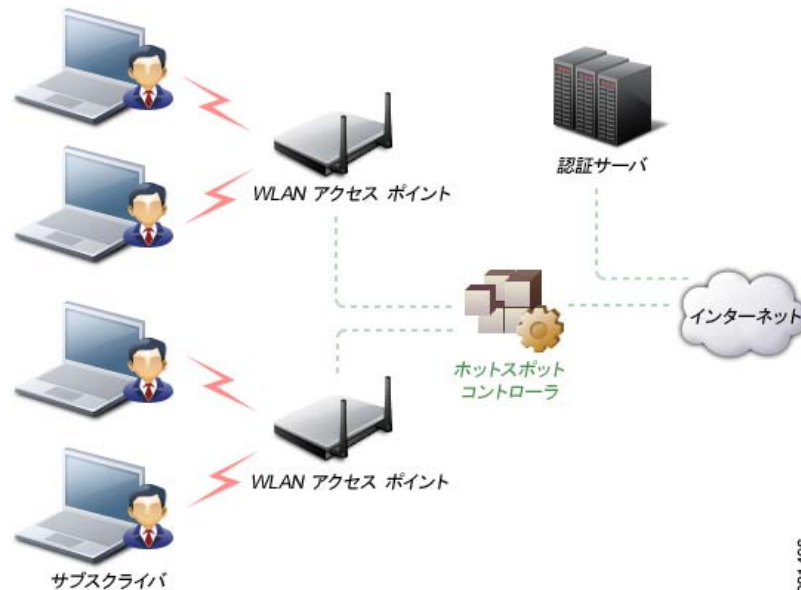 WLAN アクセス ポイント
認証サーバ
インターネット
ホットスポット
コントローラ
WLAN アクセス ポイント
サブスクライバ